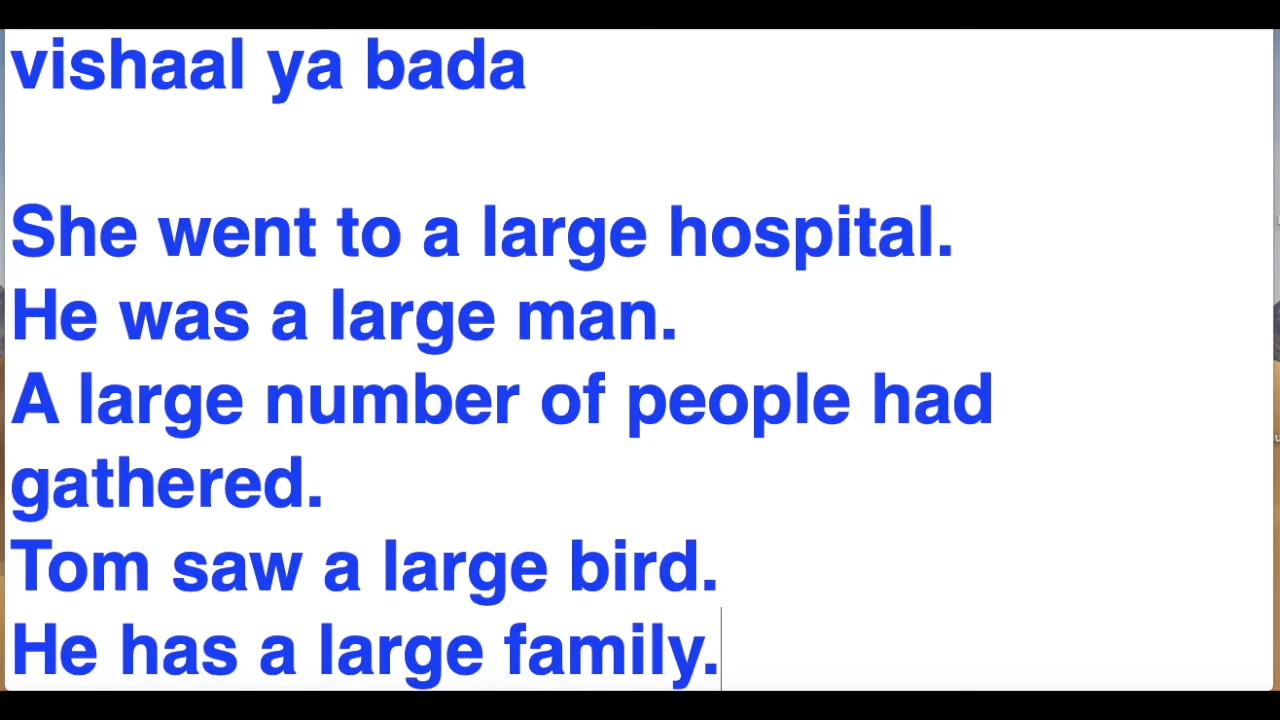 vishaal ya bada
She went to a large hospital.
He was a large man.
A large number of people had
gathered.
Tom saw a large bird.
He has a large family.